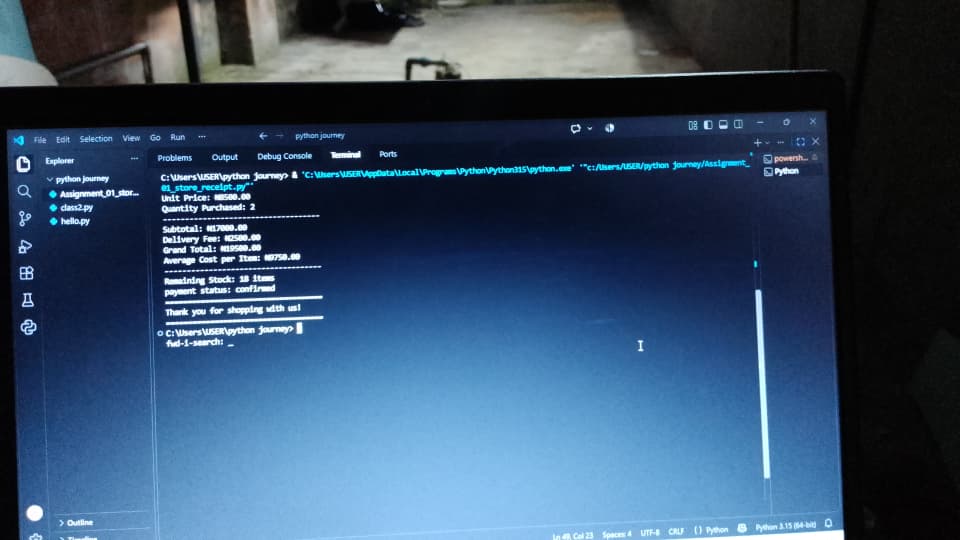 File Edit Selection View Go Run ··· python journey
Explorer ···
python journey
Assignment_01_stor...
class2.py
hello.py
Outline
Problems Output Debug Console Terminal Ports
C:\Users\USER\python journey> & 'C:\Users\USER\AppData\Local\Programs\Python\Python315\python.exe' '"c:/Users/USER/python journey/Assignment_
01_store_receipt.py"'
Unit Price: ₦8500.00
Quantity Purchased: 2
------------------------------------
Subtotal: ₦17000.00
Delivery Fee: ₦2500.00
Grand Total: ₦19500.00
Average Cost per Item: ₦9750.00
------------------------------------
Remaining Stock: 18 items
payment status: confirmed
====================================
Thank you for shopping with us!
====================================
C:\Users\USER\python journey>
fwd-i-search: _
powersh...
Python
Ln 49, Col 23 Spaces: 4 UTF-8 CRLF { } Python Python 3.15 (64-bit)